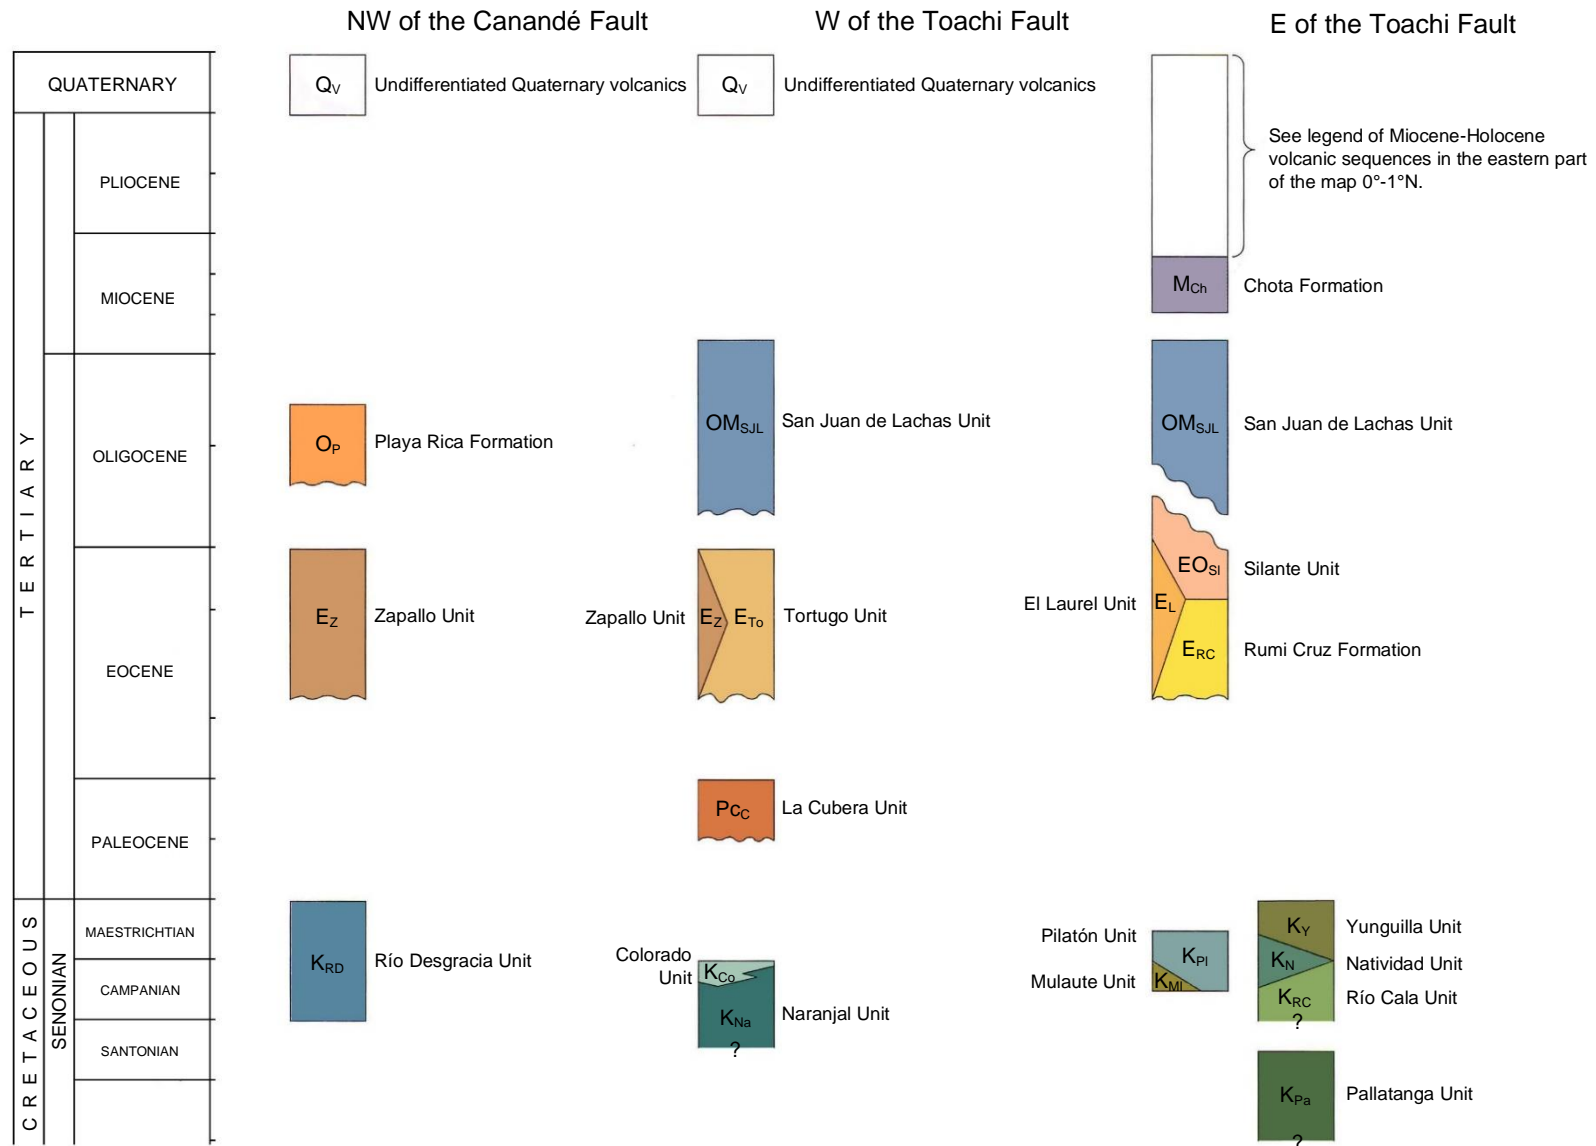 NW of the Canandé Fault
W of the Toachi Fault
E of the Toachi Fault
QUATERNARY
TERTIARY
PLIOCENE
MIOCENE
OLIGOCENE
EOCENE
PALEOCENE
CRETACEOUS
SENONIAN
MAESTRICHTIAN
CAMPANIAN
SANTONIAN
QV
Undifferentiated Quaternary volcanics
OP
Playa Rica Formation
EZ
Zapallo Unit
KRD
Río Desgracia Unit
QV
Undifferentiated Quaternary volcanics
OMSJL
San Juan de Lachas Unit
Zapallo Unit
EZ
ETo
Tortugo Unit
PcC
La Cubera Unit
Colorado
Unit
KCo
KNa
?
Naranjal Unit
See legend of Miocene-Holocene
volcanic sequences in the eastern part
of the map 0°-1°N.
MCh
Chota Formation
OMSJL
San Juan de Lachas Unit
EOSl
Silante Unit
El Laurel Unit
EL
ERC
Rumi Cruz Formation
Pilatón Unit
KPl
Mulaute Unit
KMl
KY
Yunguilla Unit
KN
Natividad Unit
KRC
?
Río Cala Unit
KPa
?
Pallatanga Unit